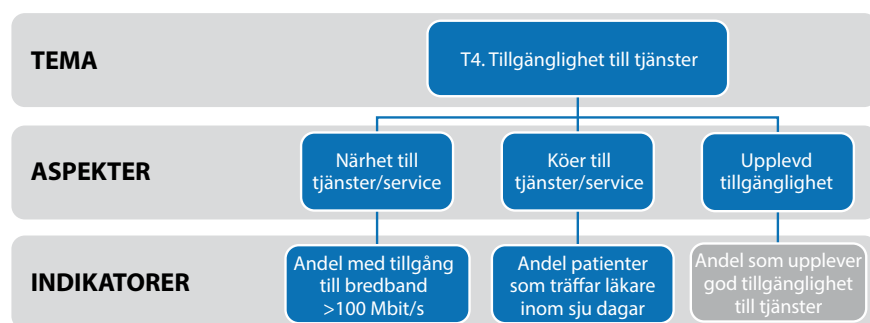 TEMA
T4. Tillgänglighet till tjänster
ASPEKTER
Närhet till
tjänster/service
Köer till
tjänster/service
Upplevd
tillgänglighet
INDIKATORER
Andel med tillgång
till bredband
>100 Mbit/s
Andel patienter
som träffar läkare
inom sju dagar
Andel som upplever
god tillgänglighet
till tjänster